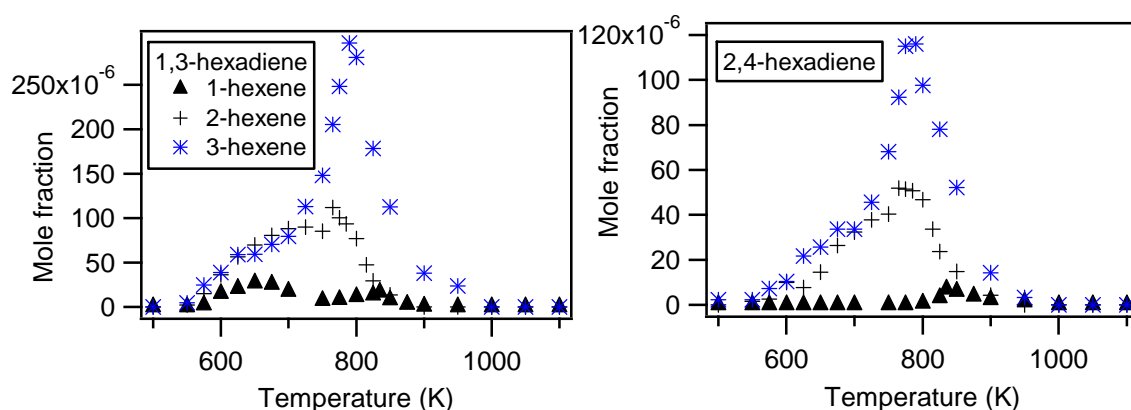 1,3-hexadiene
1-hexene
2-hexene
3-hexene
250x10-6
200
150
100
50
0
Mole fraction
600
800
1000
Temperature (K)
2,4-hexadiene
120x10-6
100
80
60
40
20
0
Mole fraction
600
800
1000
Temperature (K)